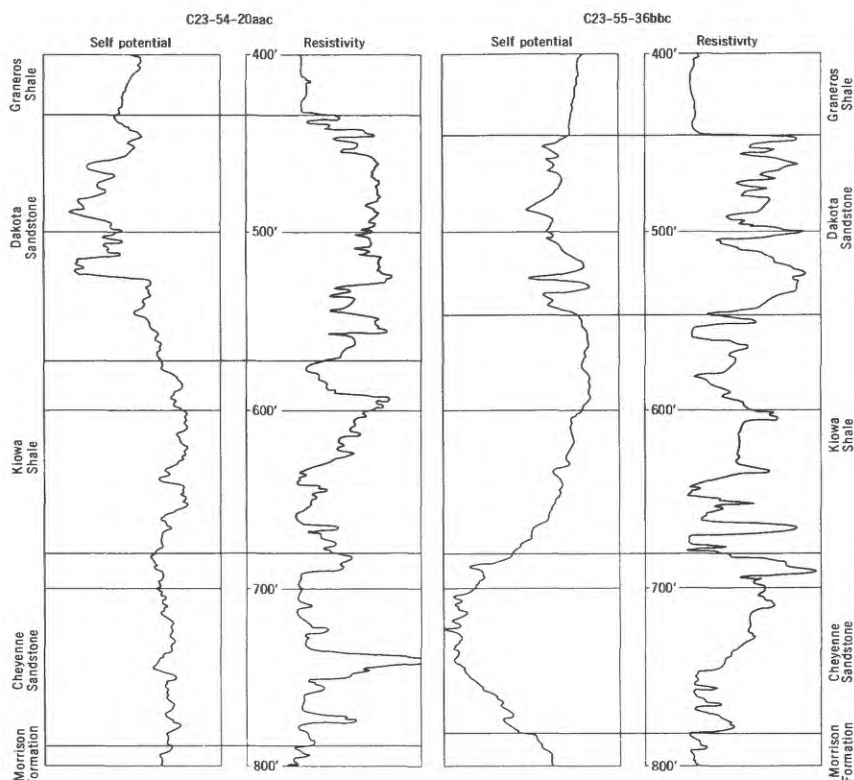 C23-54-20aac
C23-55-36bbc
Self potential
Resistivity
Self potential
Resistivity
400'
500'
600'
700'
800'
400'
500'
600'
700'
800'
Graneros
Shale
Dakota
Sandstone
Kiowa
Shale
Cheyenne
Sandstone
Morrison
Formation
Graneros
Shale
Dakota
Sandstone
Kiowa
Shale
Cheyenne
Sandstone
Morrison
Formation